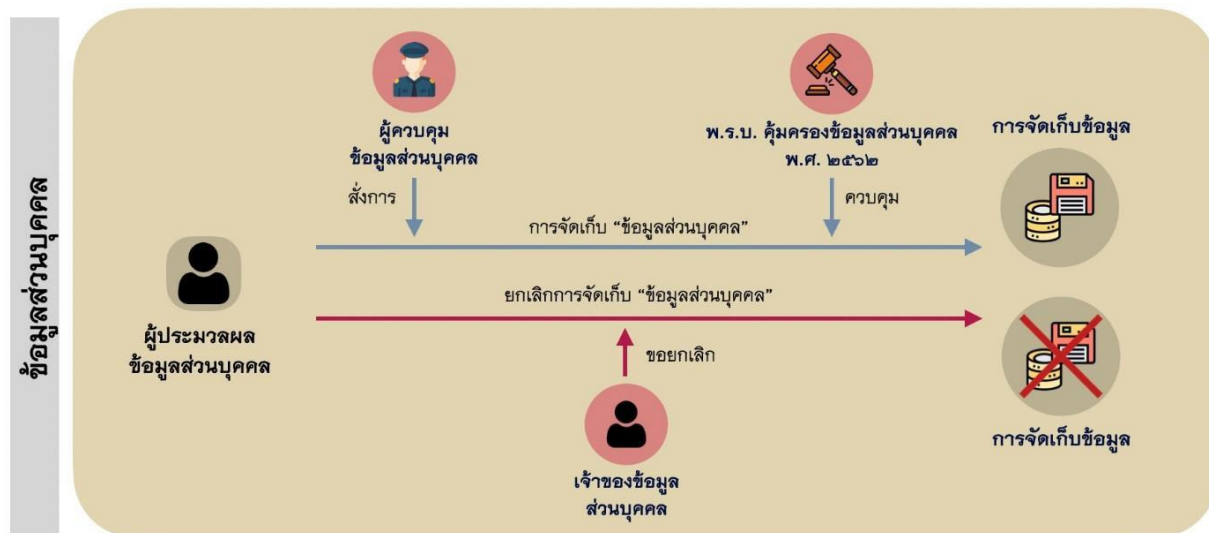 ข้อมูลส่วนบุคคล
ผู้ควบคุม
ข้อมูลส่วนบุคคล
สั่งการ
พ.ร.บ. คุ้มครองข้อมูลส่วนบุคคล
พ.ศ. ๒๕๖๒
ควบคุม
การจัดเก็บข้อมูล
การจัดเก็บ “ข้อมูลส่วนบุคคล”
ยกเลิกการจัดเก็บ “ข้อมูลส่วนบุคคล”
ผู้ประมวลผล
ข้อมูลส่วนบุคคล
ขอยกเลิก
เจ้าของข้อมูล
ส่วนบุคคล
การจัดเก็บข้อมูล